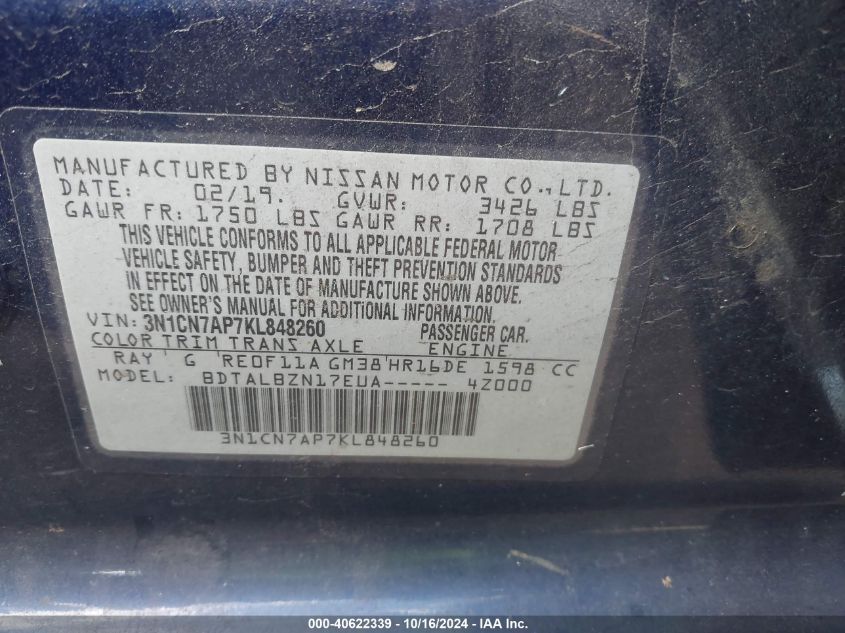 MANUFACTURED BY NISSAN MOTOR CO., LTD.
DATE: 02/19. GVWR: 3426 LBS
GAWR FR: 1750 LBS GAWR RR: 1708 LBS
THIS VEHICLE CONFORMS TO ALL APPLICABLE FEDERAL MOTOR
VEHICLE SAFETY, BUMPER AND THEFT PREVENTION STANDARDS
IN EFFECT ON THE DATE OF MANUFACTURE SHOWN ABOVE.
SEE OWNER'S MANUAL FOR ADDITIONAL INFORMATION.
VIN: 3N1CN7AP7KL848260 PASSENGER CAR.
COLOR TRIM TRANS AXLE ENGINE
RAY G RE0F11A GM38 HR16DE 1598 CC
MODEL: BDTALBZN17EUA----- 4Z000
3N1CN7AP7KL848260
000-40622339 - 10/16/2024 - IAA Inc.